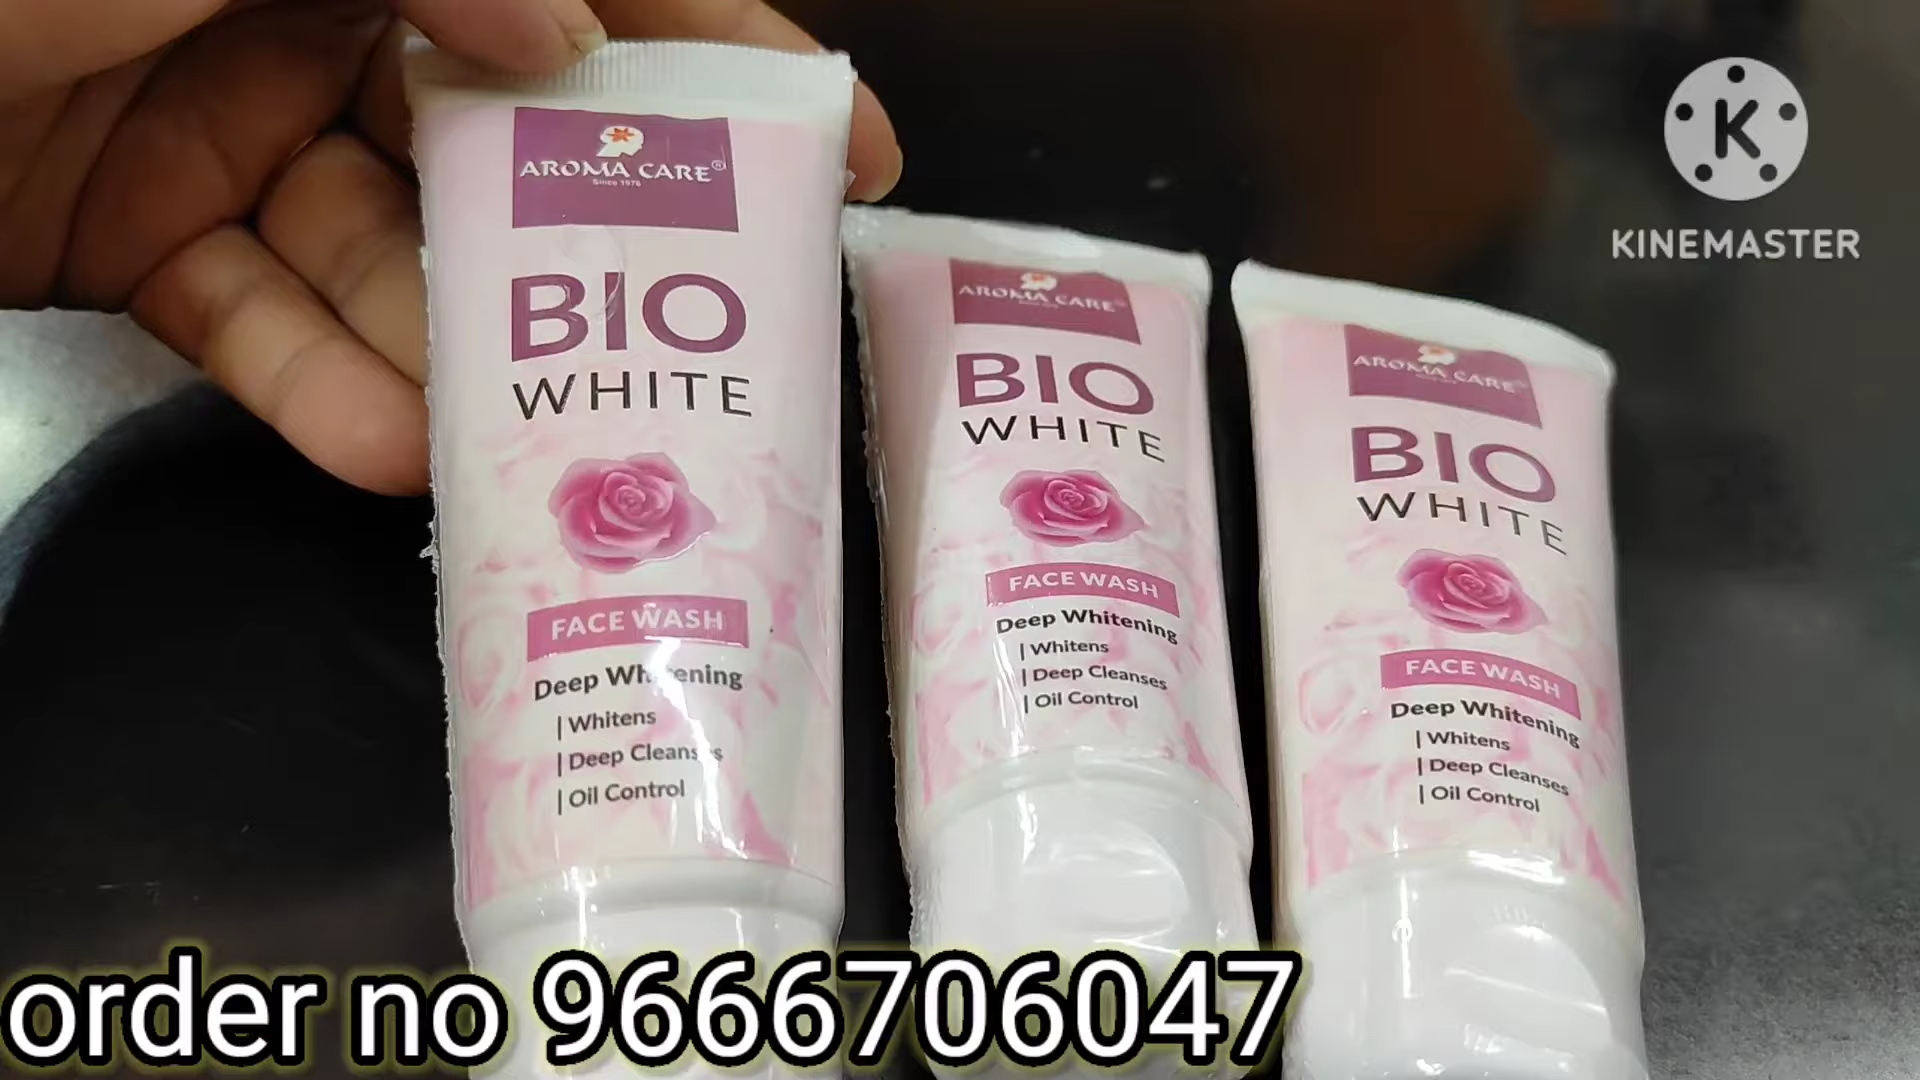 AROMA CARE®
Since 1976
BIO
WHITE
FACE WASH
Deep Whitening
| Whitens
| Deep Cleanses
| Oil Control
AROMA CARE®
BIO
WHITE
FACE WASH
Deep Whitening
| Whitens
| Deep Cleanses
| Oil Control
AROMA CARE®
BIO
WHITE
FACE WASH
Deep Whitening
| Whitens
| Deep Cleanses
| Oil Control
K
KINEMASTER
order no 9666706047